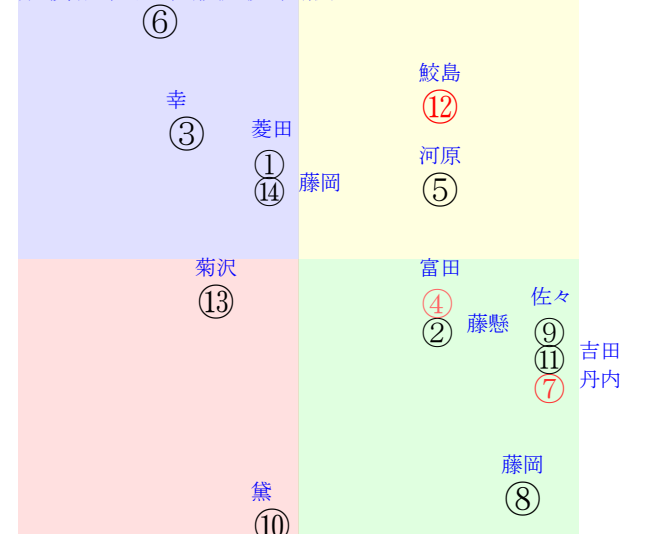 ⑥
鮫島
⑫
幸
③
菱田
①
⑭ 藤岡
河原
⑤
菊沢
⑬
富田
④
② 藤懸
佐々
⑨
⑪ 吉田
⑦ 丹内
藤岡
⑧
黛
⑩